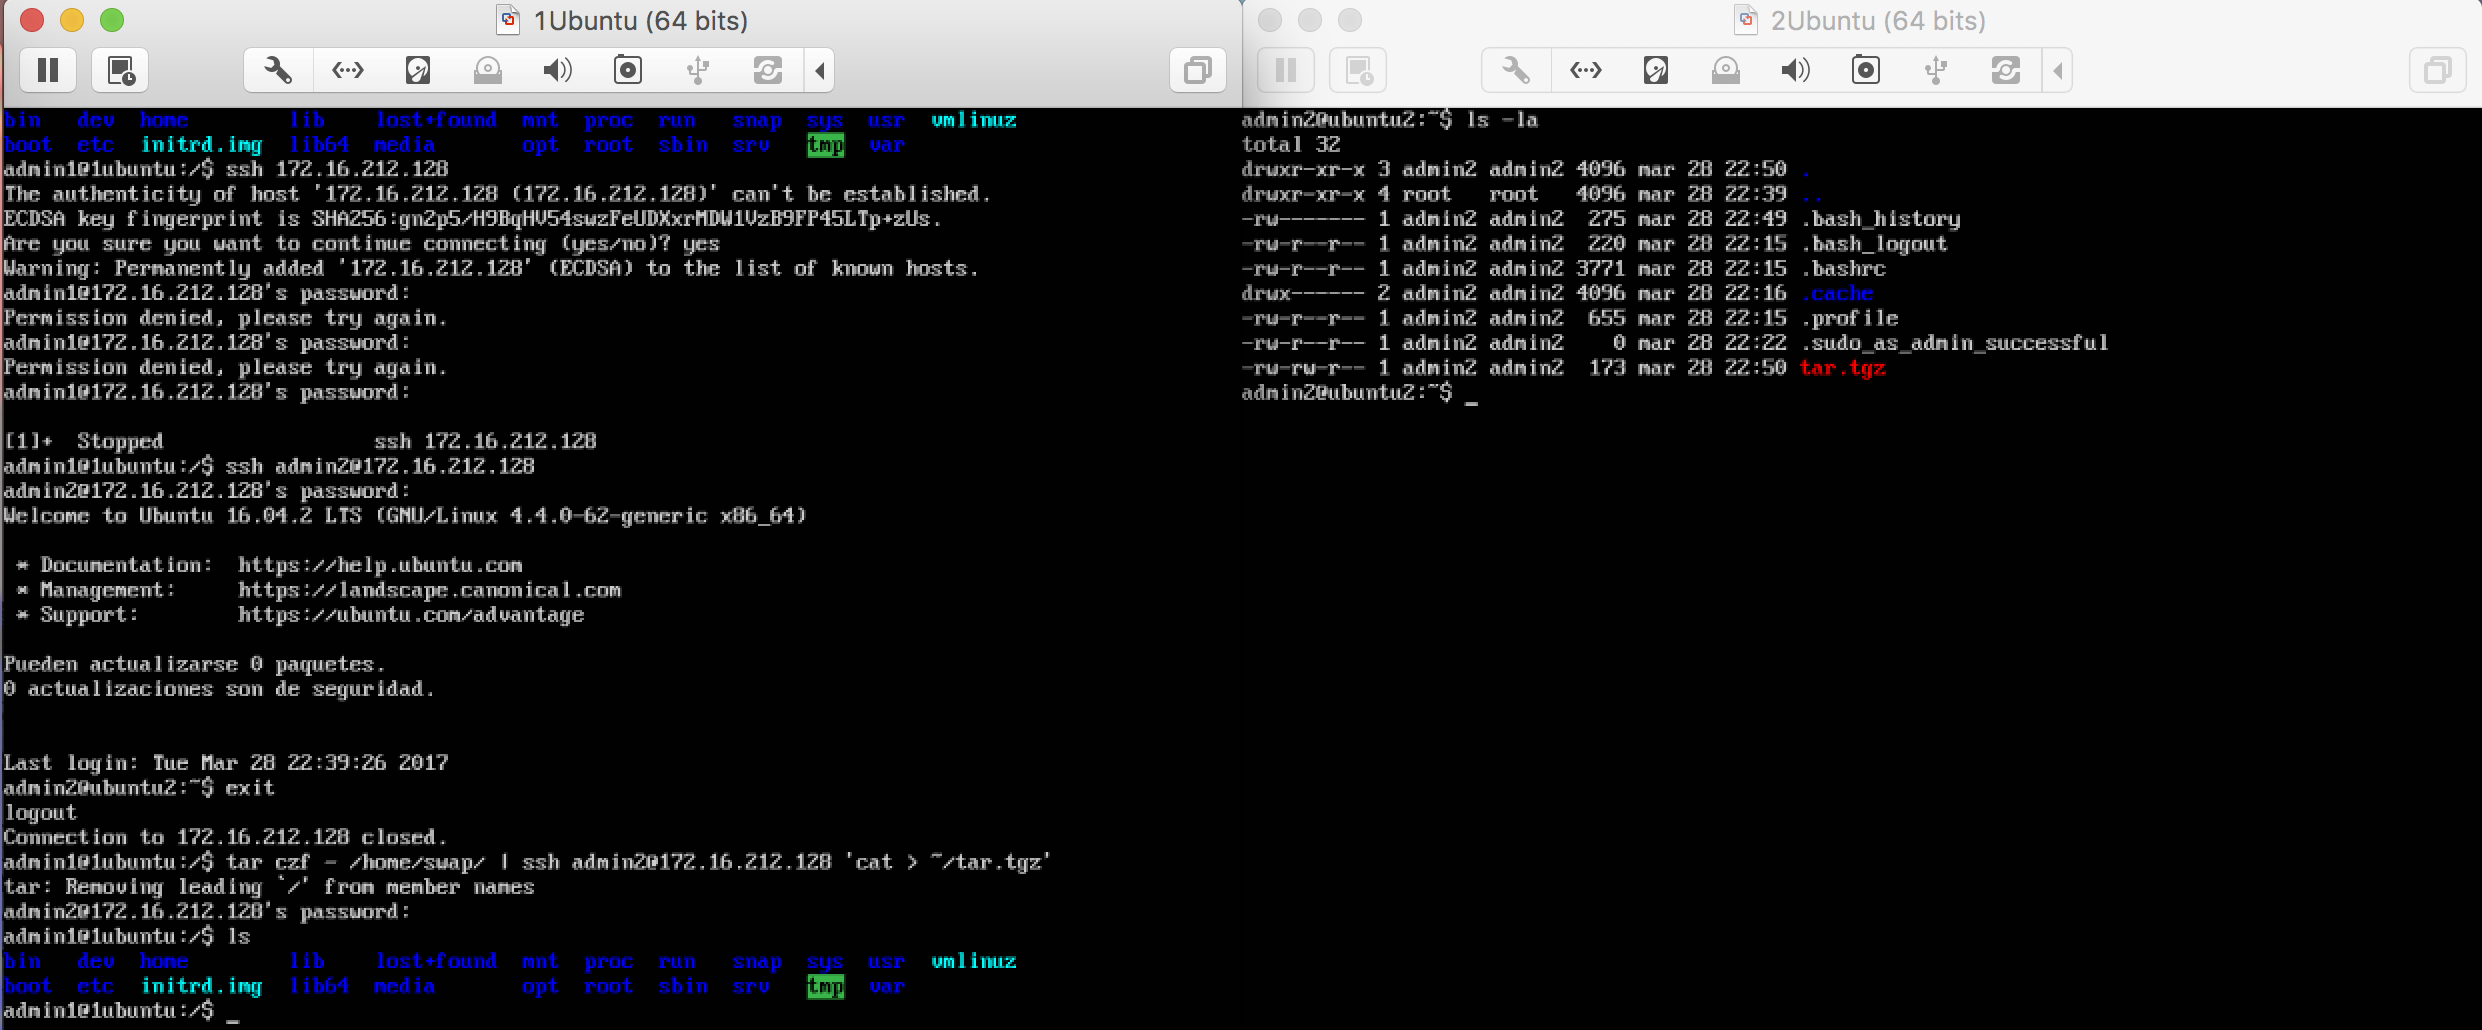 1Ubuntu (64 bits)
bin   dev  home        lib    lost+found  mnt  proc  run   snap  sys  usr  vmlinuz
boot  etc  initrd.img  lib64  media       opt  root  sbin  srv   tmp  var
admin1@1ubuntu:/$ ssh 172.16.212.128
The authenticity of host '172.16.212.128 (172.16.212.128)' can't be established.
ECDSA key fingerprint is SHA256:gn2p5/H9BqHV54swzFeUDXxrMDW1VzB9FP45LTp+zUs.
Are you sure you want to continue connecting (yes/no)? yes
Warning: Permanently added '172.16.212.128' (ECDSA) to the list of known hosts.
admin1@172.16.212.128's password:
Permission denied, please try again.
admin1@172.16.212.128's password:
Permission denied, please try again.
admin1@172.16.212.128's password:
[1]+  Stopped                 ssh 172.16.212.128
admin1@1ubuntu:/$ ssh admin2@172.16.212.128
admin2@172.16.212.128's password:
Welcome to Ubuntu 16.04.2 LTS (GNU/Linux 4.4.0-62-generic x86_64)
 * Documentation:  https://help.ubuntu.com
 * Management:     https://landscape.canonical.com
 * Support:        https://ubuntu.com/advantage
Pueden actualizarse 0 paquetes.
0 actualizaciones son de seguridad.
Last login: Tue Mar 28 22:39:26 2017
admin2@ubuntu2:~$ exit
logout
Connection to 172.16.212.128 closed.
admin1@1ubuntu:/$ tar czf - /home/swap/ | ssh admin2@172.16.212.128 'cat > ~/tar.tgz'
tar: Removing leading `/' from member names
admin2@172.16.212.128's password:
admin1@1ubuntu:/$ ls
bin   dev  home        lib    lost+found  mnt  proc  run   snap  sys  usr  vmlinuz
boot  etc  initrd.img  lib64  media       opt  root  sbin  srv   tmp  var
admin1@1ubuntu:/$ _
2Ubuntu (64 bits)
admin2@ubuntu2:~$ ls -la
total 32
drwxr-xr-x 3 admin2 admin2 4096 mar 28 22:50 .
drwxr-xr-x 4 root   root   4096 mar 28 22:39 ..
-rw------- 1 admin2 admin2  275 mar 28 22:49 .bash_history
-rw-r--r-- 1 admin2 admin2  220 mar 28 22:15 .bash_logout
-rw-r--r-- 1 admin2 admin2 3771 mar 28 22:15 .bashrc
drwx------ 2 admin2 admin2 4096 mar 28 22:16 .cache
-rw-r--r-- 1 admin2 admin2  655 mar 28 22:15 .profile
-rw-r--r-- 1 admin2 admin2    0 mar 28 22:22 .sudo_as_admin_successful
-rw-rw-r-- 1 admin2 admin2  173 mar 28 22:50 tar.tgz
admin2@ubuntu2:~$ _